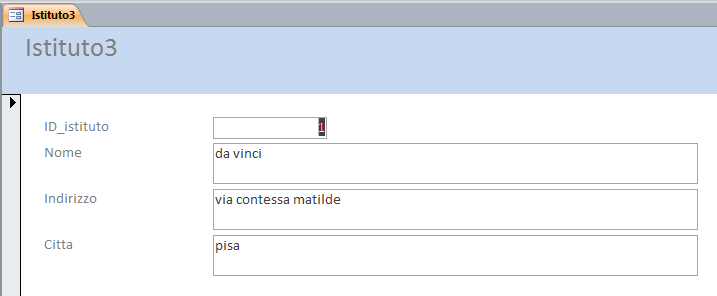 Istituto3
Istituto3
ID_istituto 1
Nome da vinci
Indirizzo via contessa matilde
Citta pisa